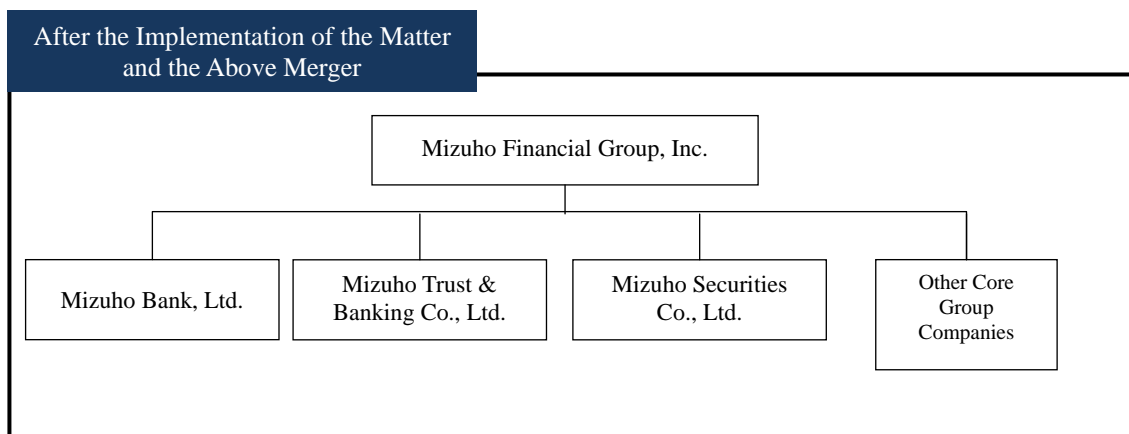 After the Implementation of the Matter
and the Above Merger
Mizuho Financial Group, Inc.
Mizuho Bank, Ltd.
Mizuho Trust &
Banking Co., Ltd.
Mizuho Securities
Co., Ltd.
Other Core
Group
Companies